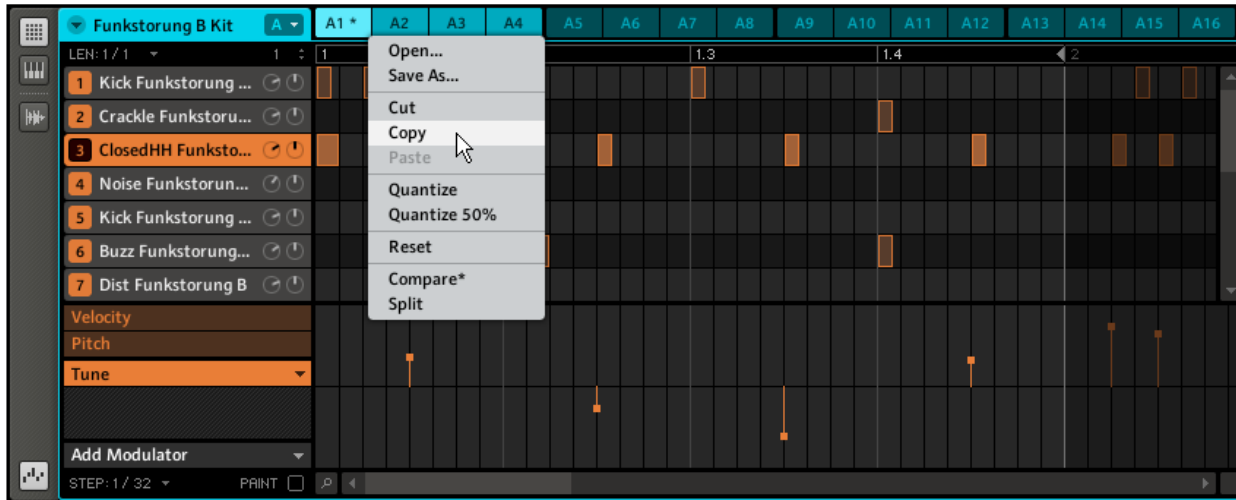 Funkstorung B Kit A A1 * A2 A3 A4 A5 A6 A7 A8 A9 A10 A11 A12 A13 A14 A15 A16
LEN: 1 / 1 1 1 1.3 1.4 2
1 Kick Funkstorung ...
2 Crackle Funkstoru...
3 ClosedHH Funksto...
4 Noise Funkstorun...
5 Kick Funkstorung ...
6 Buzz Funkstorung...
7 Dist Funkstorung B
Open...
Save As...
Cut
Copy
Paste
Quantize
Quantize 50%
Reset
Compare*
Split
Velocity
Pitch
Tune
Add Modulator
STEP: 1 / 32 PAINT